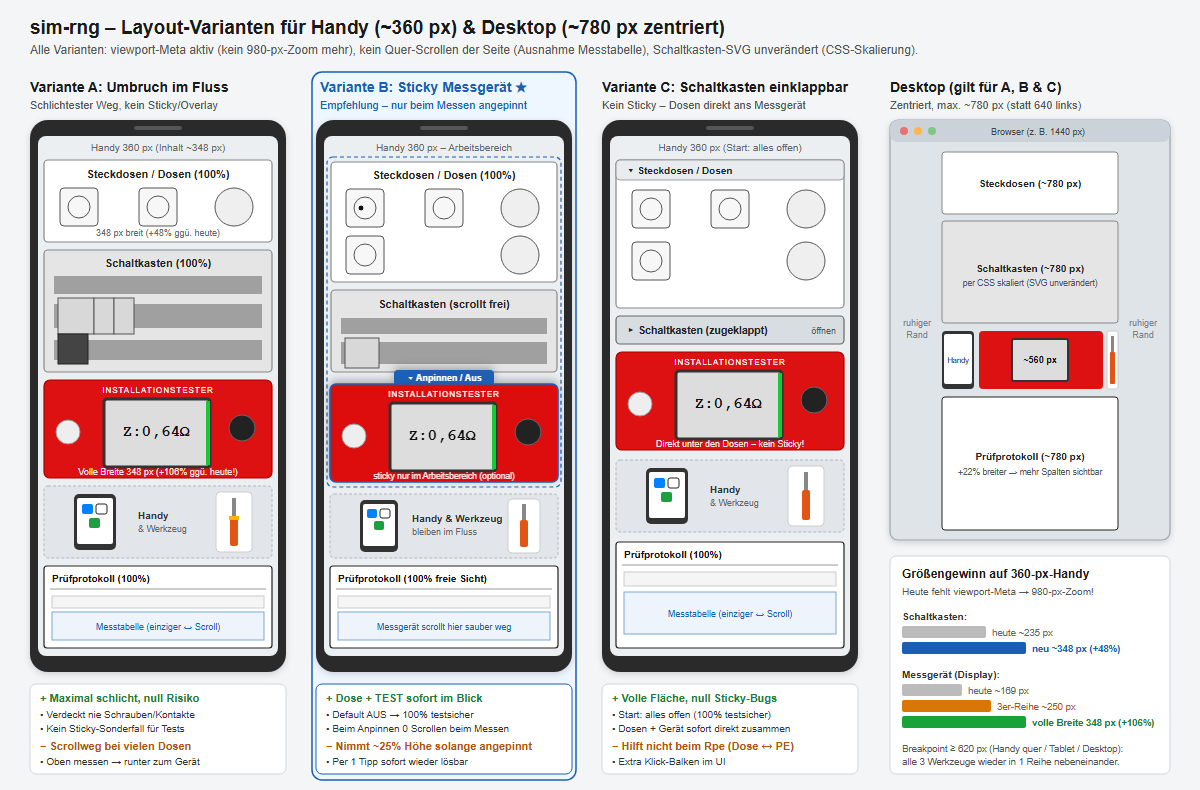 sim-rng – Layout-Varianten für Handy (~360 px) & Desktop (~780 px zentriert)
Alle Varianten: viewport-Meta aktiv (kein 980-px-Zoom mehr), kein Quer-Scrollen der Seite (Ausnahme Messtabelle), Schaltkasten-SVG unverändert (CSS-Skalierung).
Variante A: Umbruch im Fluss
Schlichtester Weg, kein Sticky/Overlay
Handy 360 px (Inhalt ~348 px)
Steckdosen / Dosen (100%)
348 px breit (+48% ggü. heute)
Schaltkasten (100%)
INSTALLATIONSTESTER
Z:0,64Ω
Volle Breite 348 px (+106% ggü. heute!)
Handy
& Werkzeug
Prüfprotokoll (100%)
Messtabelle (einziger ↔ Scroll)
+ Maximal schlicht, null Risiko
• Verdeckt nie Schrauben/Kontakte
• Kein Sticky-Sonderfall für Tests
– Scrollweg bei vielen Dosen
• Oben messen → runter zum Gerät
Variante B: Sticky Messgerät ★
Empfehlung – nur beim Messen angepinnt
Handy 360 px – Arbeitsbereich
Steckdosen / Dosen (100%)
Schaltkasten (scrollt frei)
Anpinnen / Aus
INSTALLATIONSTESTER
Z:0,64Ω
sticky nur im Arbeitsbereich (optional)
Handy & Werkzeug
bleiben im Fluss
Prüfprotokoll (100% freie Sicht)
Messgerät scrollt hier sauber weg
+ Dose + TEST sofort im Blick
• Default AUS → 100% testsicher
• Beim Anpinnen 0 Scrollen beim Messen
– Nimmt ~25% Höhe solange angepinnt
• Per 1 Tipp sofort wieder lösbar
Variante C: Schaltkasten einklappbar
Kein Sticky – Dosen direkt ans Messgerät
Handy 360 px (Start: alles offen)
▾ Steckdosen / Dosen
▸ Schaltkasten (zugeklappt) öffnen
INSTALLATIONSTESTER
Z:0,64Ω
Direkt unter den Dosen – kein Sticky!
Handy
& Werkzeug
Prüfprotokoll (100%)
Messtabelle (einziger ↔ Scroll)
+ Volle Fläche, null Sticky-Bugs
• Start: alles offen (100% testsicher)
• Dosen + Gerät sofort direkt zusammen
– Hilft nicht beim Rpe (Dose ↔ PE)
• Extra Klick-Balken im UI
Desktop (gilt für A, B & C)
Zentriert, max. ~780 px (statt 640 links)
Browser (z. B. 1440 px)
Steckdosen (~780 px)
Schaltkasten (~780 px)
per CSS skaliert (SVG unverändert)
ruhiger
Rand
ruhiger
Rand
Handy
~560 px
Prüfprotokoll (~780 px)
+22% breiter → mehr Spalten sichtbar
Größengewinn auf 360-px-Handy
Heute fehlt viewport-Meta → 980-px-Zoom!
Schaltkasten:
heute ~235 px
neu ~348 px (+48%)
Messgerät (Display):
heute ~169 px
3er-Reihe ~250 px
volle Breite 348 px (+106%)
Breakpoint ≥ 620 px (Handy quer / Tablet / Desktop):
alle 3 Werkzeuge wieder in 1 Reihe nebeneinander.